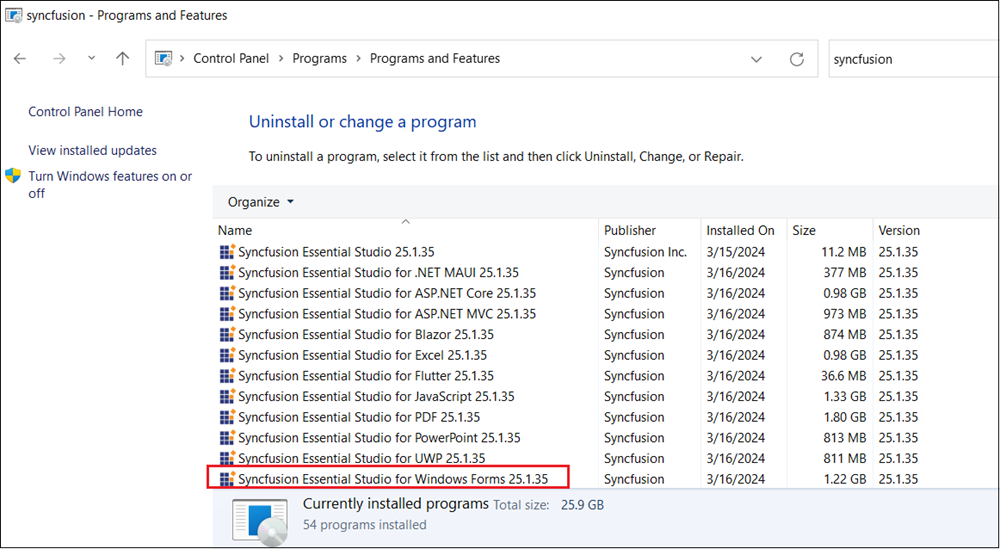 syncfusion - Programs and Features
Control Panel > Programs > Programs and Features
syncfusion
Control Panel Home
View installed updates
Turn Windows features on or
off
Uninstall or change a program
To uninstall a program, select it from the list and then click Uninstall, Change, or Repair.
Organize
Name Publisher Installed On Size Version
Syncfusion Essential Studio 25.1.35 Syncfusion Inc. 3/15/2024 11.2 MB 25.1.35
Syncfusion Essential Studio for .NET MAUI 25.1.35 Syncfusion 3/16/2024 377 MB 25.1.35
Syncfusion Essential Studio for ASP.NET Core 25.1.35 Syncfusion 3/16/2024 0.98 GB 25.1.35
Syncfusion Essential Studio for ASP.NET MVC 25.1.35 Syncfusion 3/16/2024 973 MB 25.1.35
Syncfusion Essential Studio for Blazor 25.1.35 Syncfusion 3/16/2024 874 MB 25.1.35
Syncfusion Essential Studio for Excel 25.1.35 Syncfusion 3/16/2024 0.98 GB 25.1.35
Syncfusion Essential Studio for Flutter 25.1.35 Syncfusion 3/16/2024 36.6 MB 25.1.35
Syncfusion Essential Studio for JavaScript 25.1.35 Syncfusion 3/16/2024 1.33 GB 25.1.35
Syncfusion Essential Studio for PDF 25.1.35 Syncfusion 3/16/2024 1.80 GB 25.1.35
Syncfusion Essential Studio for PowerPoint 25.1.35 Syncfusion 3/16/2024 813 MB 25.1.35
Syncfusion Essential Studio for UWP 25.1.35 Syncfusion 3/16/2024 811 MB 25.1.35
Syncfusion Essential Studio for Windows Forms 25.1.35 Syncfusion 3/16/2024 1.22 GB 25.1.35
Currently installed programs Total size: 25.9 GB
54 programs installed